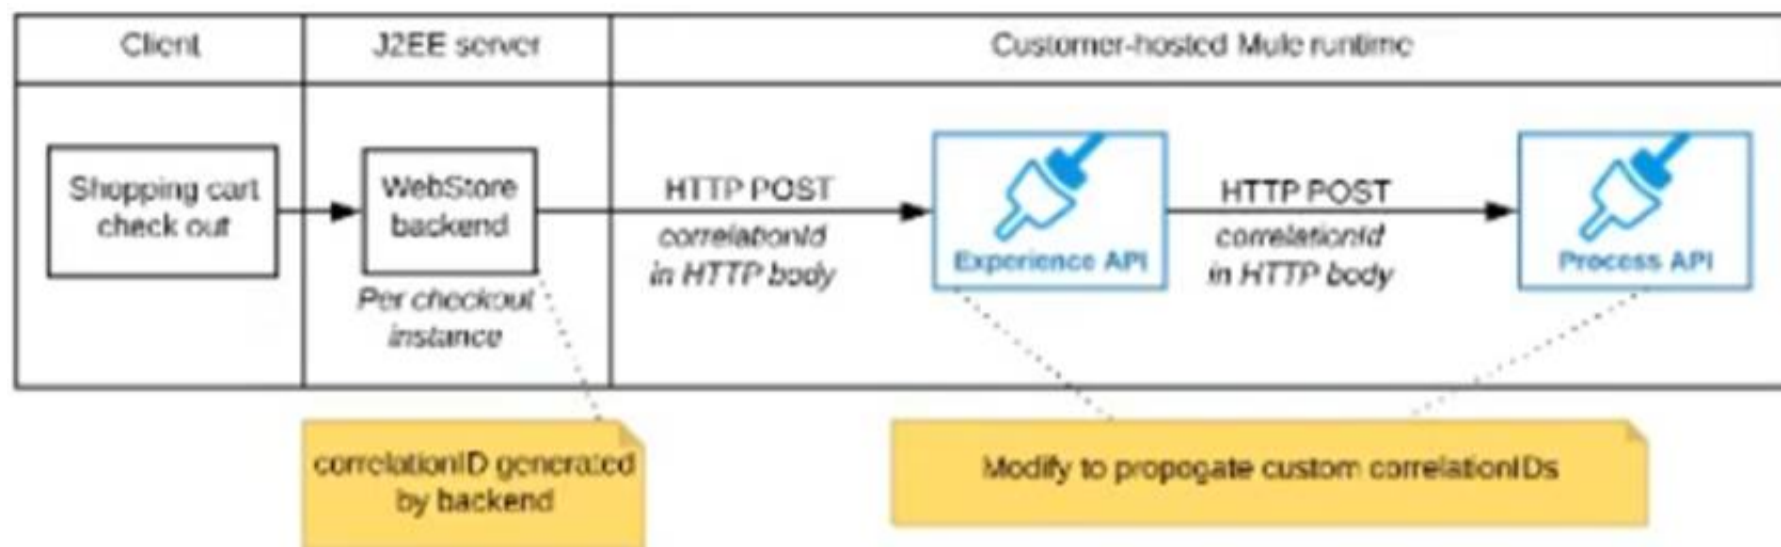 Client
J2EE server
Customer-hosted Mule runtime
Shopping cart
check out
WebStore
backend
Per checkout
instance
HTTP POST
correlationId
in HTTP body
Experience API
HTTP POST
correlationId
in HTTP body
Process API
correlationID generated
by backend
Modify to propogate custom correlationIDs